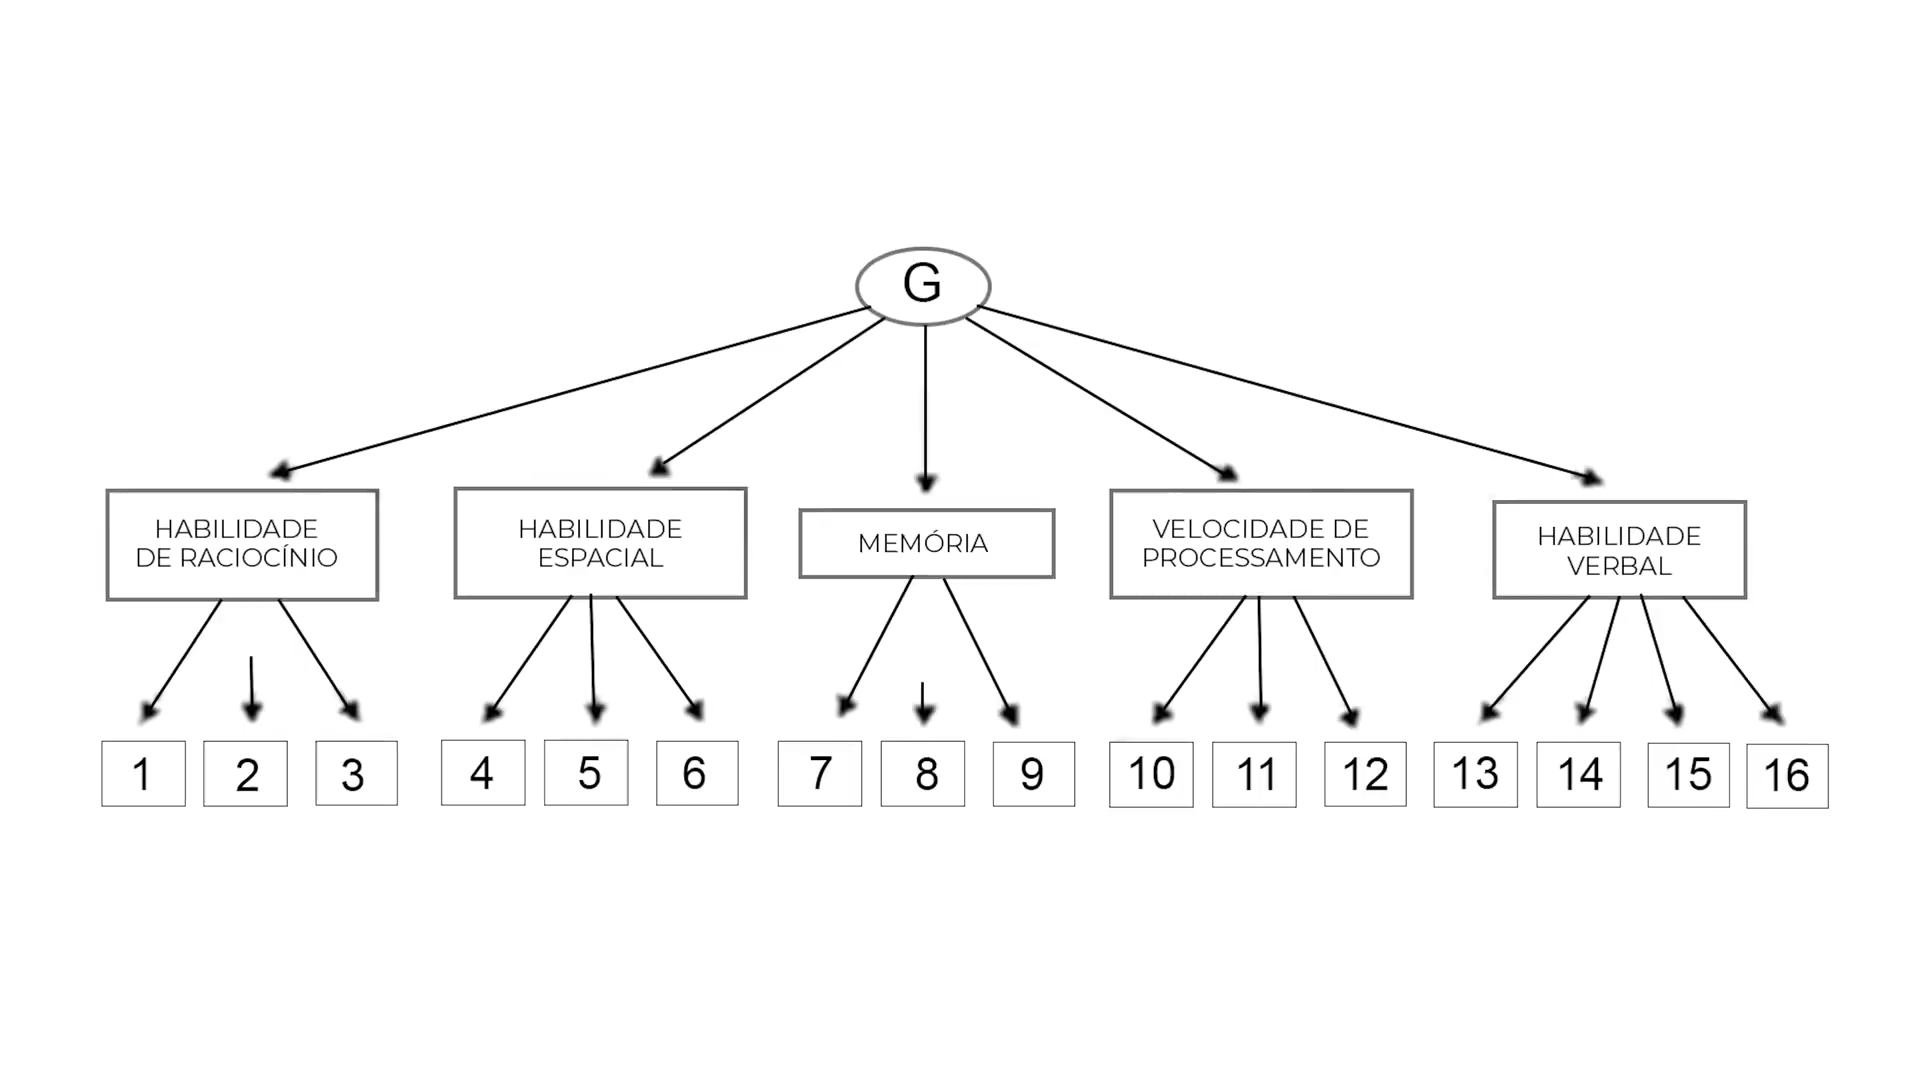 G
HABILIDADE
DE RACIOCÍNIO
HABILIDADE
ESPACIAL
MEMÓRIA
VELOCIDADE DE
PROCESSAMENTO
HABILIDADE
VERBAL
1 2 3 4 5 6 7 8 9 10 11 12 13 14 15 16